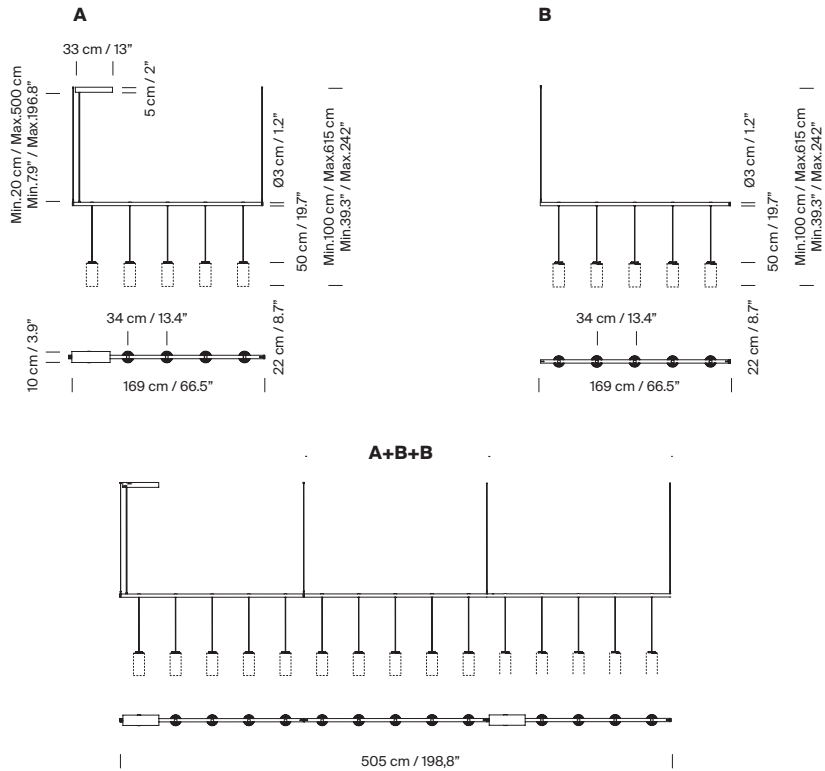 A
33 cm / 13”
5 cm / 2”
Min.20 cm / Max.500 cm
Min.7.9” / Max.196.8”
Ø3 cm / 1.2”
50 cm / 19.7”
Min.100 cm / Max.615 cm
Min.39.3” / Max.242”
34 cm / 13.4”
10 cm / 3.9”
22 cm / 8.7”
169 cm / 66.5”
B
Ø3 cm / 1.2”
50 cm / 19.7”
Min.100 cm / Max.615 cm
Min.39.3” / Max.242”
34 cm / 13.4”
22 cm / 8.7”
169 cm / 66.5”
A+B+B
505 cm / 198,8”